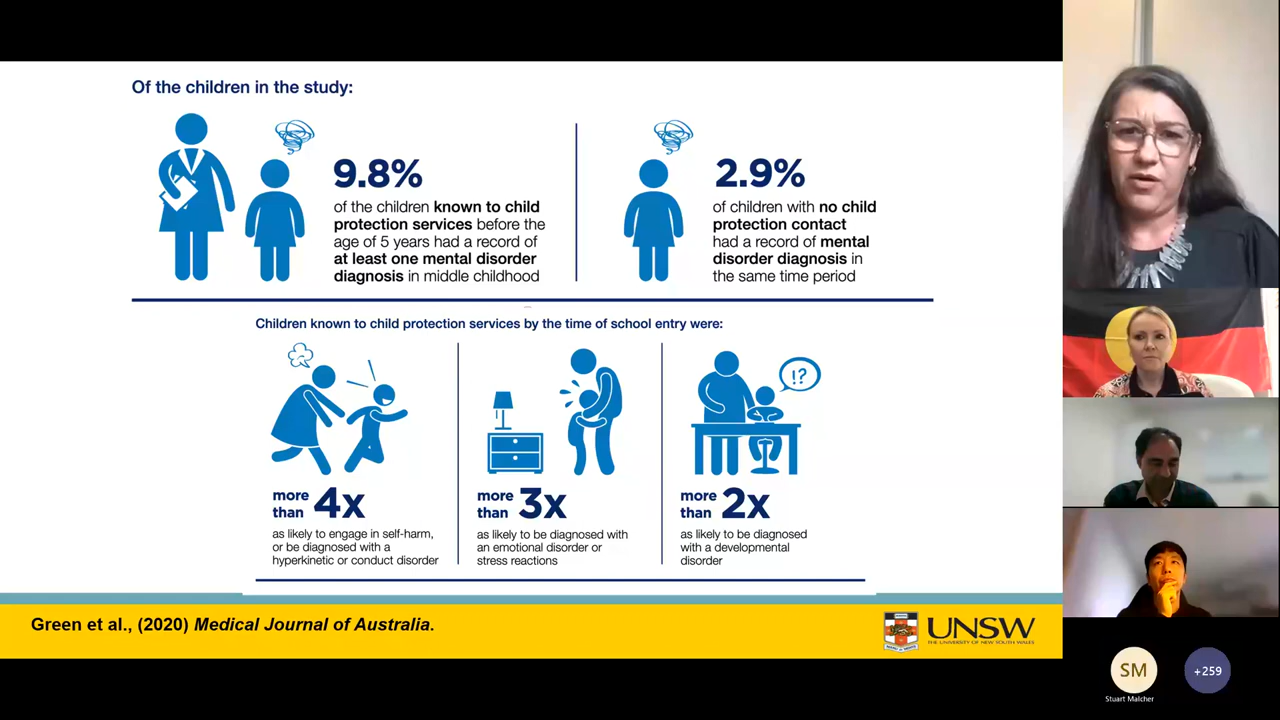 Of the children in the study:
9.8%
of the children known to child
protection services before the
age of 5 years had a record of
at least one mental disorder
diagnosis in middle childhood
2.9%
of children with no child
protection contact
had a record of mental
disorder diagnosis in
the same time period
Children known to child protection services by the time of school entry were:
more
than 4x
as likely to engage in self-harm,
or be diagnosed with a
hyperkinetic or conduct disorder
more
than 3x
as likely to be diagnosed with
an emotional disorder or
stress reactions
!?
more
than 2x
as likely to be diagnosed
with a developmental
disorder
Green et al., (2020) Medical Journal of Australia.
UNSW
THE UNIVERSITY OF NEW SOUTH WALES
SM
Stuart Malcher
+259